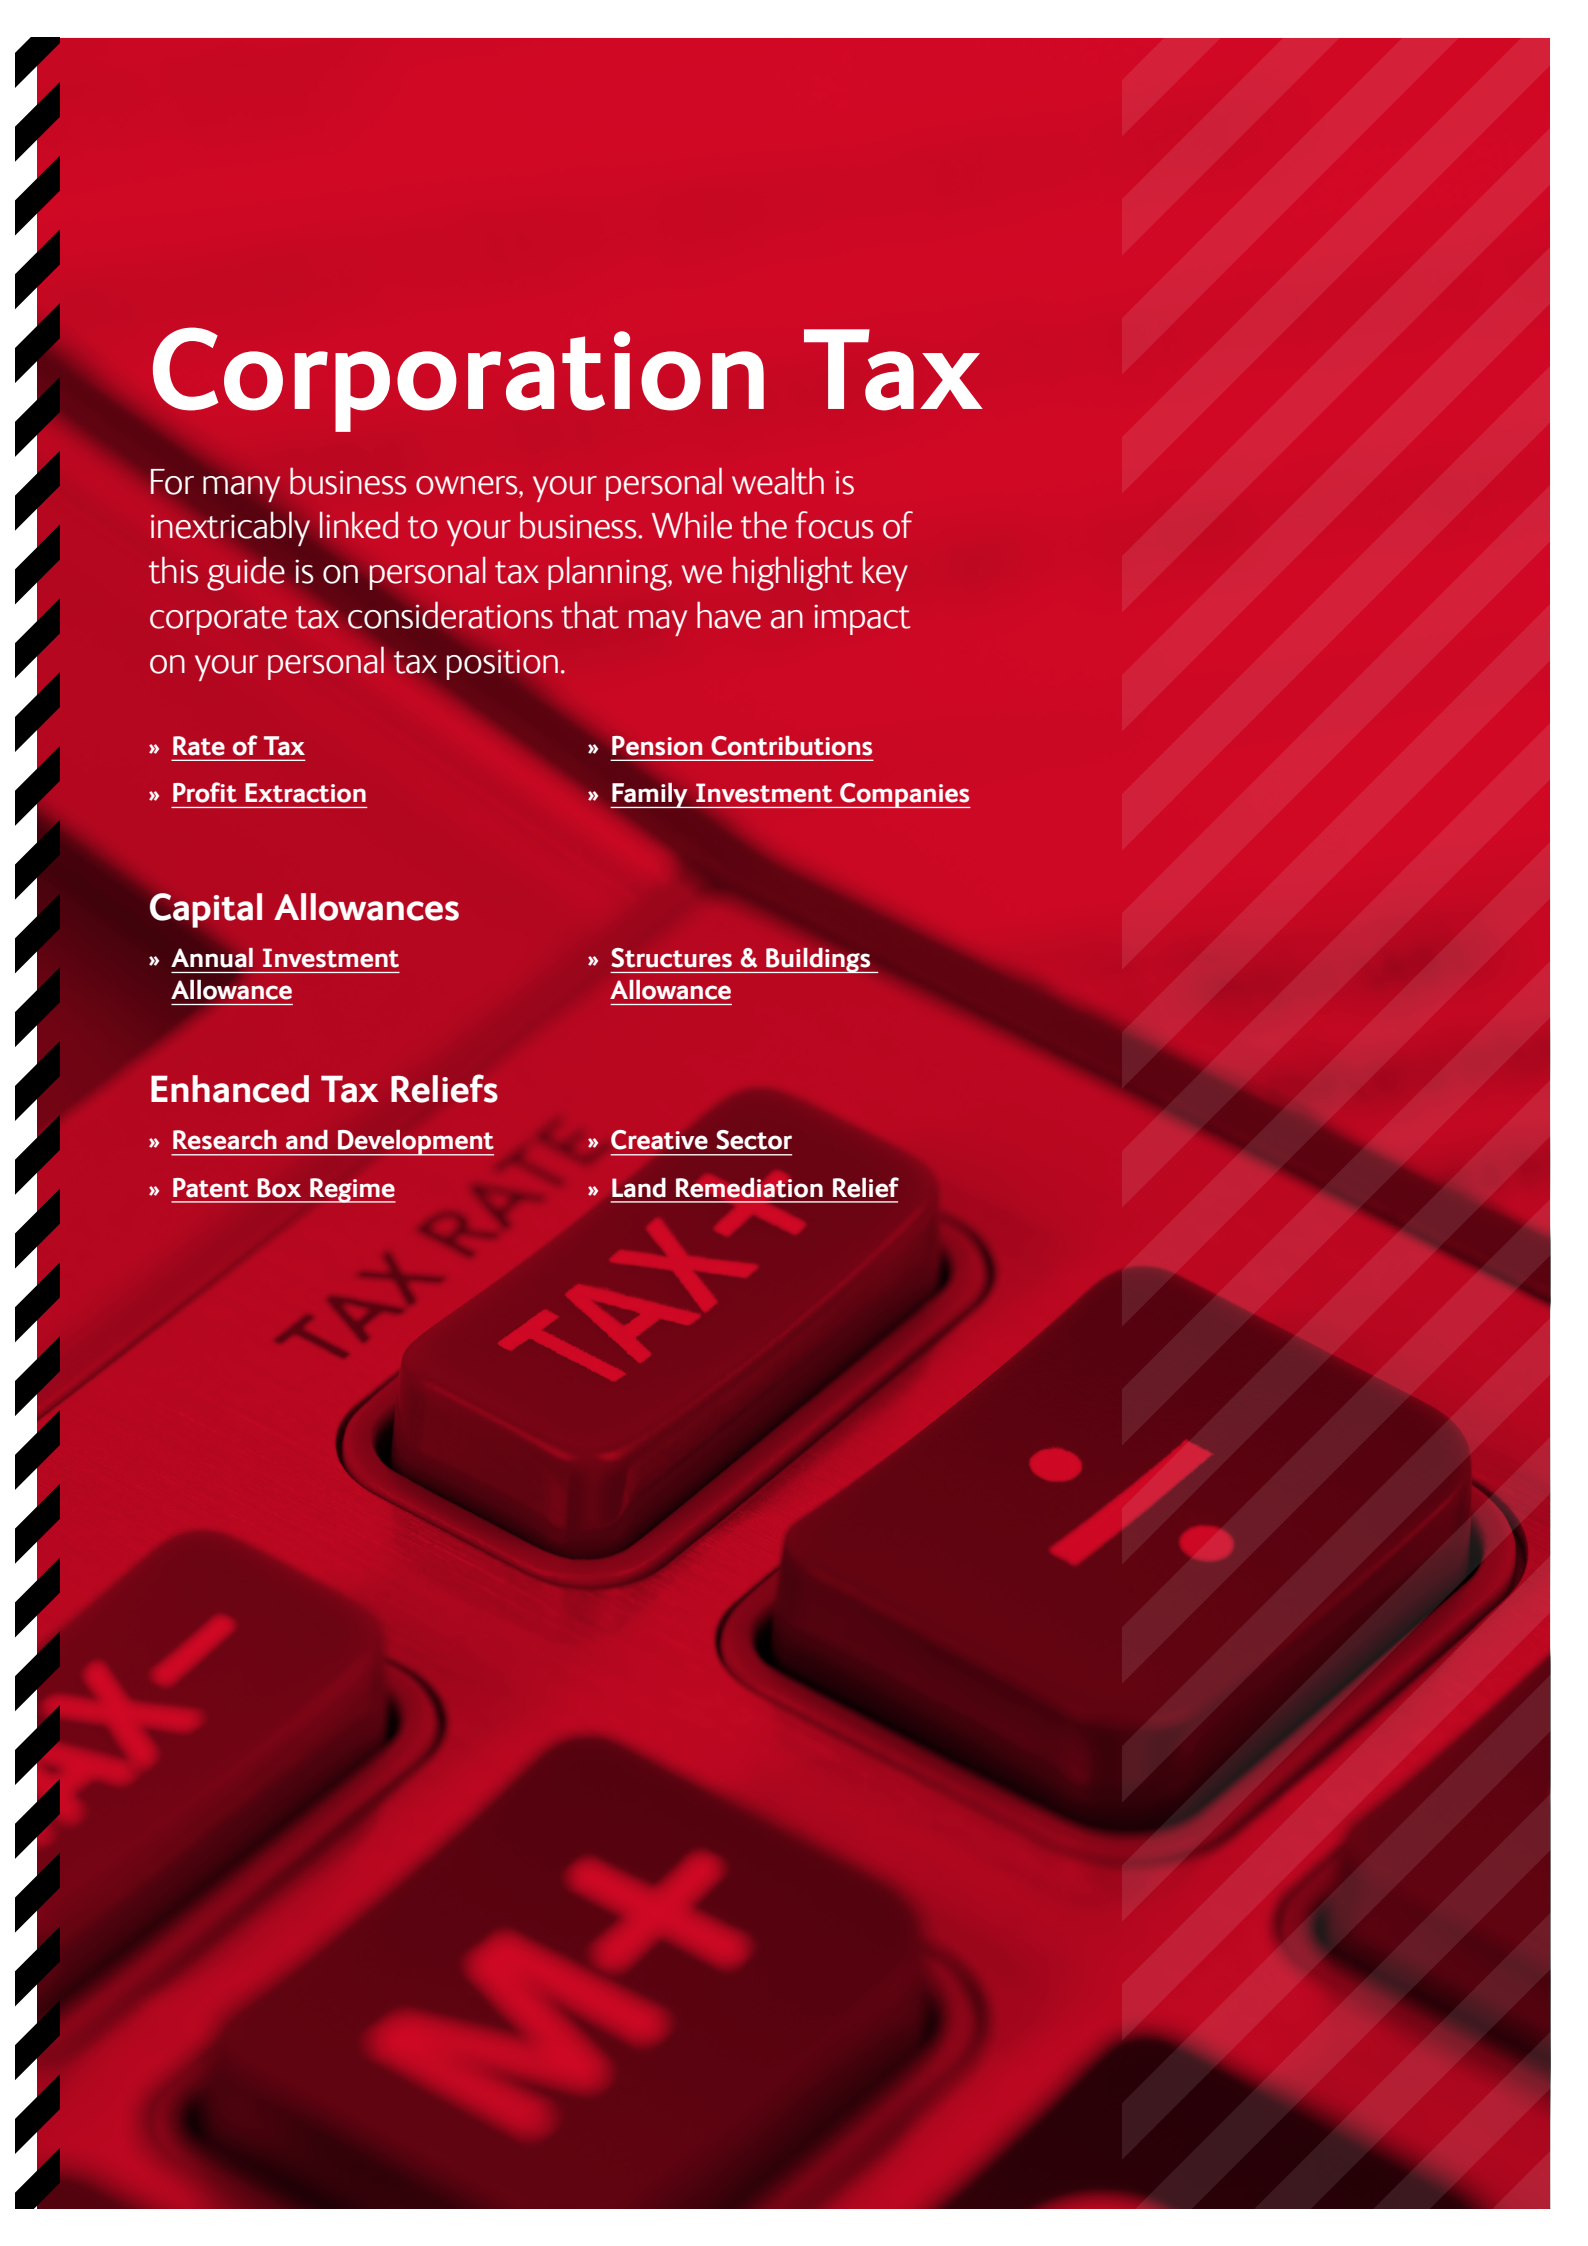 Corporation Tax
For many business owners, your personal wealth is
inextricably linked to your business. While the focus of
this guide is on personal tax planning, we highlight key
corporate tax considerations that may have an impact
on your personal tax position.
» Rate of Tax
» Profit Extraction
» Pension Contributions
» Family Investment Companies
Capital Allowances
» Annual Investment
Allowance
» Structures & Buildings
Allowance
Enhanced Tax Reliefs
» Research and Development
» Patent Box Regime
» Creative Sector
» Land Remediation Relief
TAX RATE
TAX+
AX−
M+